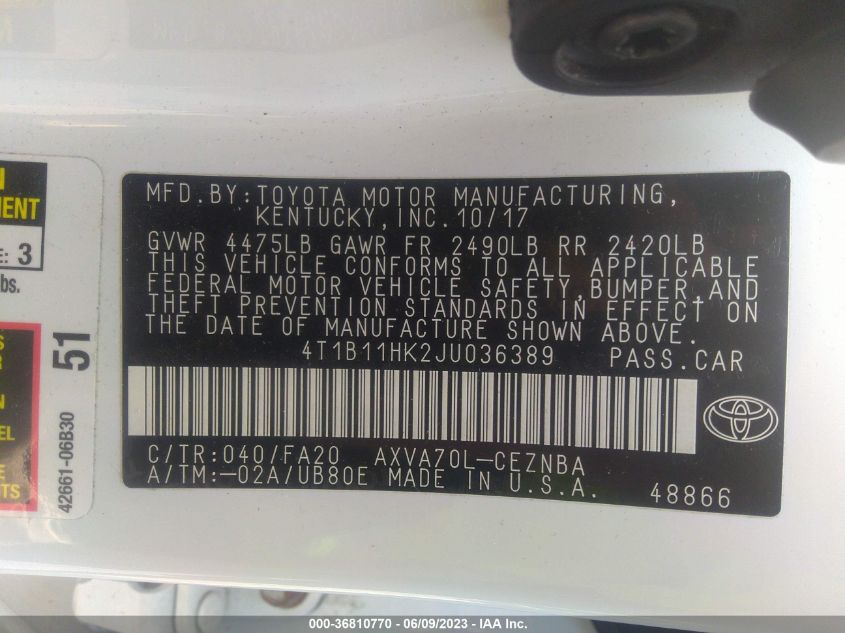 MFD.BY:TOYOTA MOTOR MANUFACTURING,
KENTUCKY,INC.10/17
GVWR 4475LB GAWR FR 2490LB RR 2420LB
THIS VEHICLE CONFORMS TO ALL APPLICABLE
FEDERAL MOTOR VEHICLE SAFETY,BUMPER,AND
THEFT PREVENTION STANDARDS IN EFFECT ON
THE DATE OF MANUFACTURE SHOWN ABOVE.
4T1B11HK2JU036389 PASS.CAR
C/TR:040/FA20 AXVA70L-CEZNBA
A/TM:-02A/UB80E MADE IN U.S.A. 48866
3
bs.
51
42661-06B30
000-36810770 - 06/09/2023 - IAA Inc.